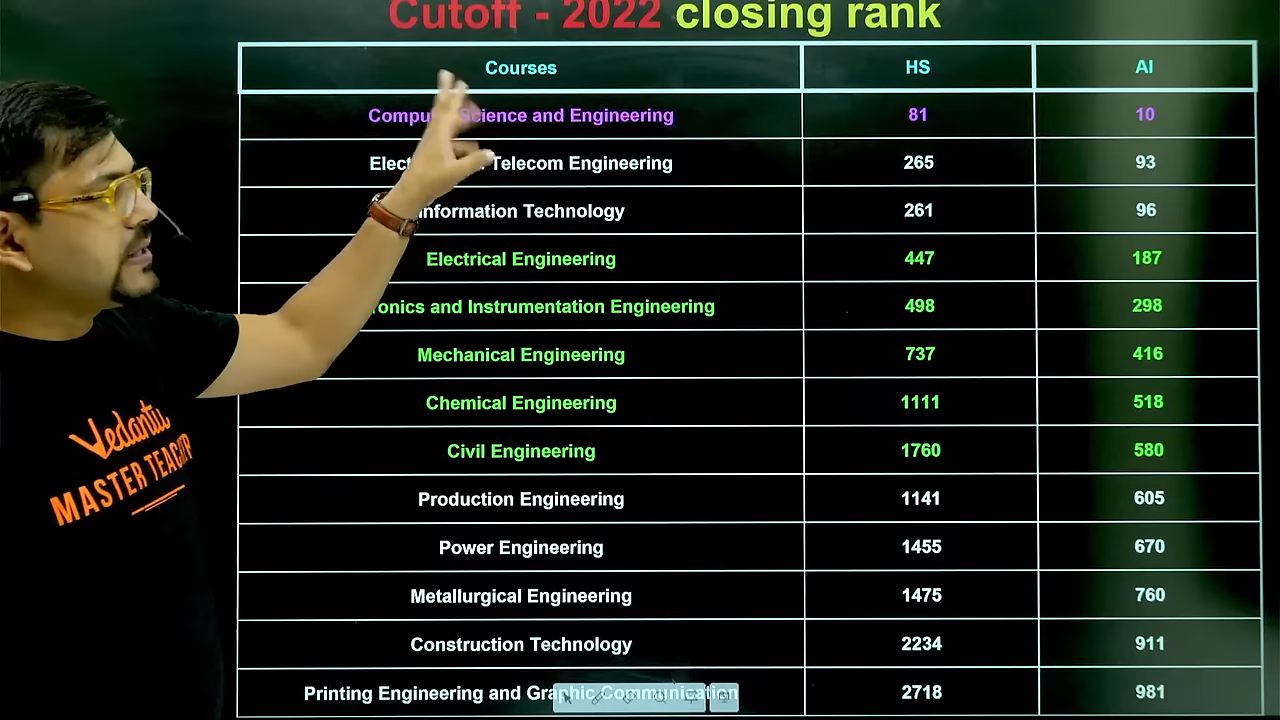 Cutoff - 2022 closing rank
Courses HS AI
Science and Engineering 81 10
Telecom Engineering 265 93
Information Technology 261 96
Electrical Engineering 447 187
and Instrumentation Engineering 498 298
Mechanical Engineering 737 416
Chemical Engineering 1111 518
Civil Engineering 1760 580
Production Engineering 1141 605
Power Engineering 1455 670
Metallurgical Engineering 1475 760
Construction Technology 2234 911
Printing Engineering and Graphic Communication 2718 981
Vedantu
MASTER TEACHER